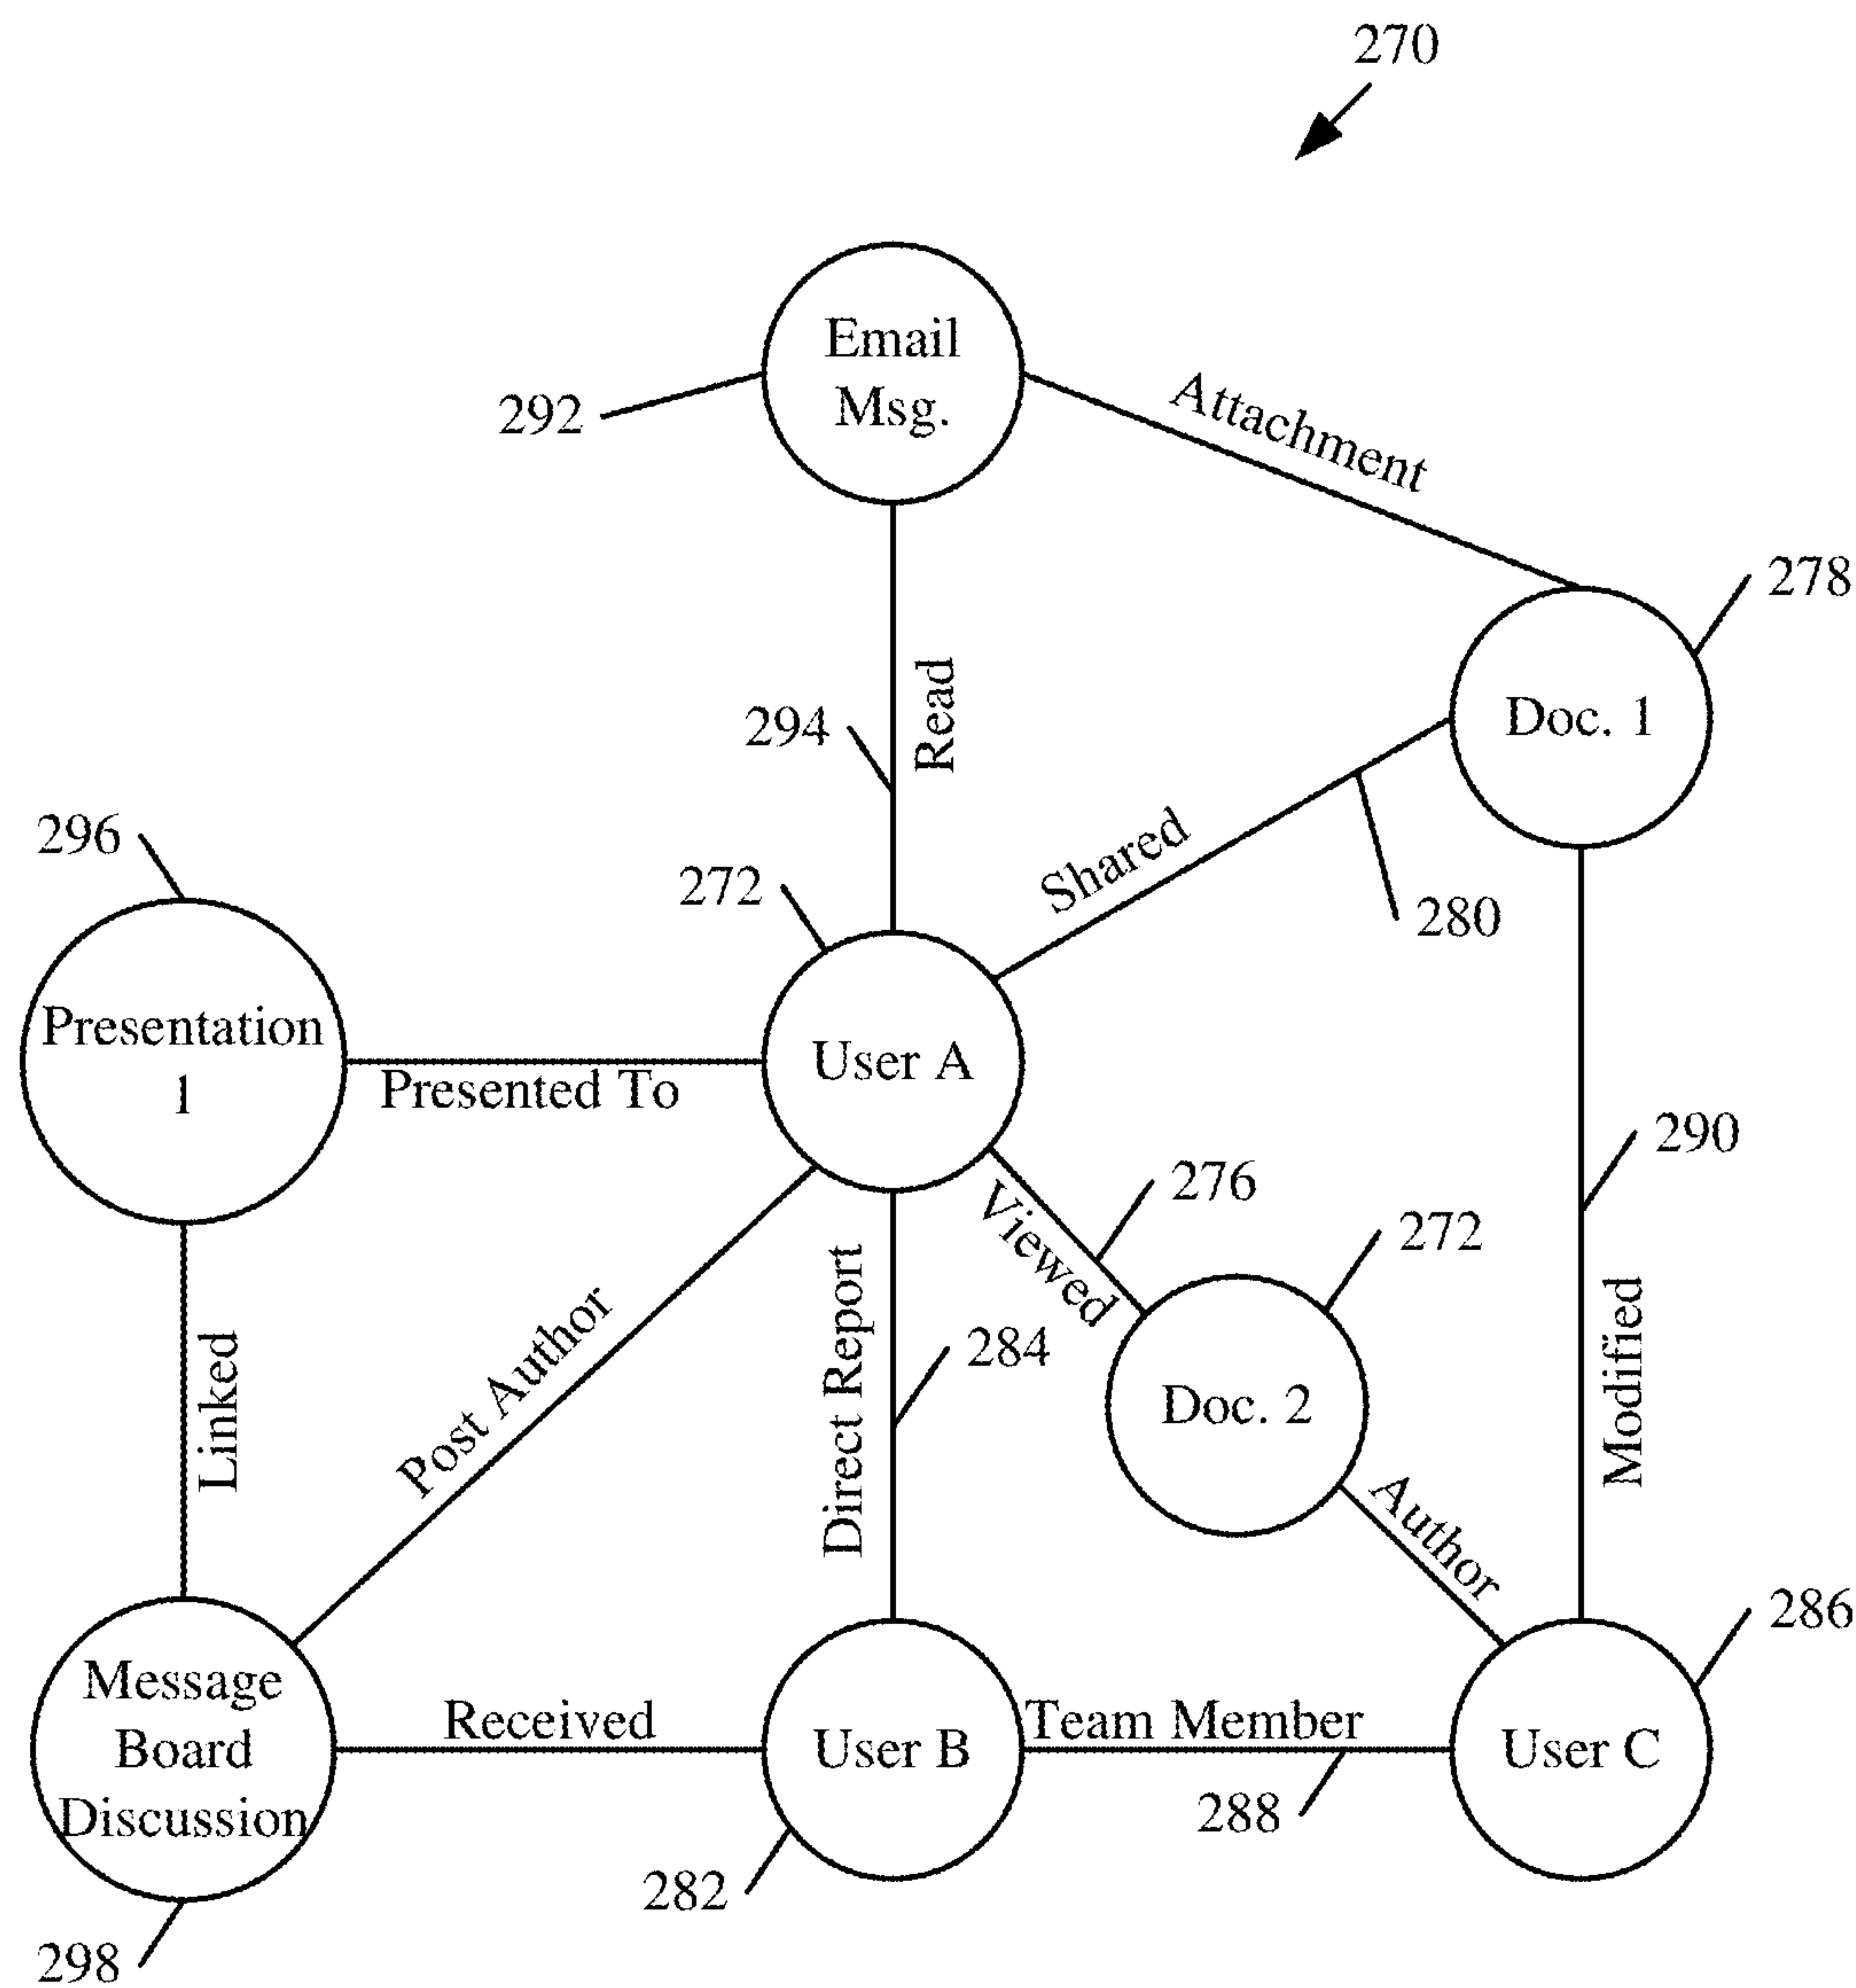 270
Email
Msg.
292
Attachment
278
Doc. 1
Read
294
Shared
280
296
272
Presentation
1
Presented To
User A
290
276
Viewed
272
Doc. 2
284
Direct Report
Post Author
Linked
Modified
Author
286
Message
Board
Discussion
Received
User B
Team Member
288
User C
282
298